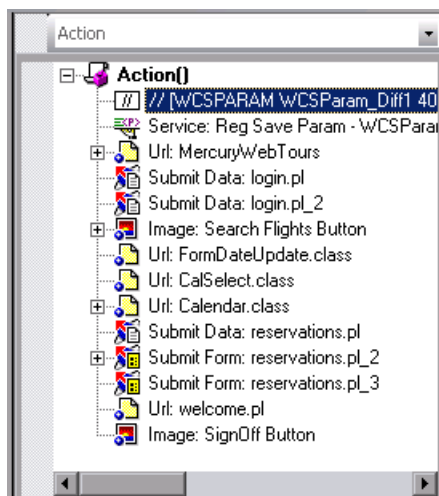 Action
Action()
// // [WCSPARAM WCSParam_Diff1 40
<P> Service: Reg Save Param - WCSParam
Url: MercuryWebTours
Submit Data: login.pl
Submit Data: login.pl_2
Image: Search Flights Button
Url: FormDateUpdate.class
Url: CalSelect.class
Url: Calendar.class
Submit Data: reservations.pl
Submit Form: reservations.pl_2
Submit Form: reservations.pl_3
Url: welcome.pl
Image: SignOff Button